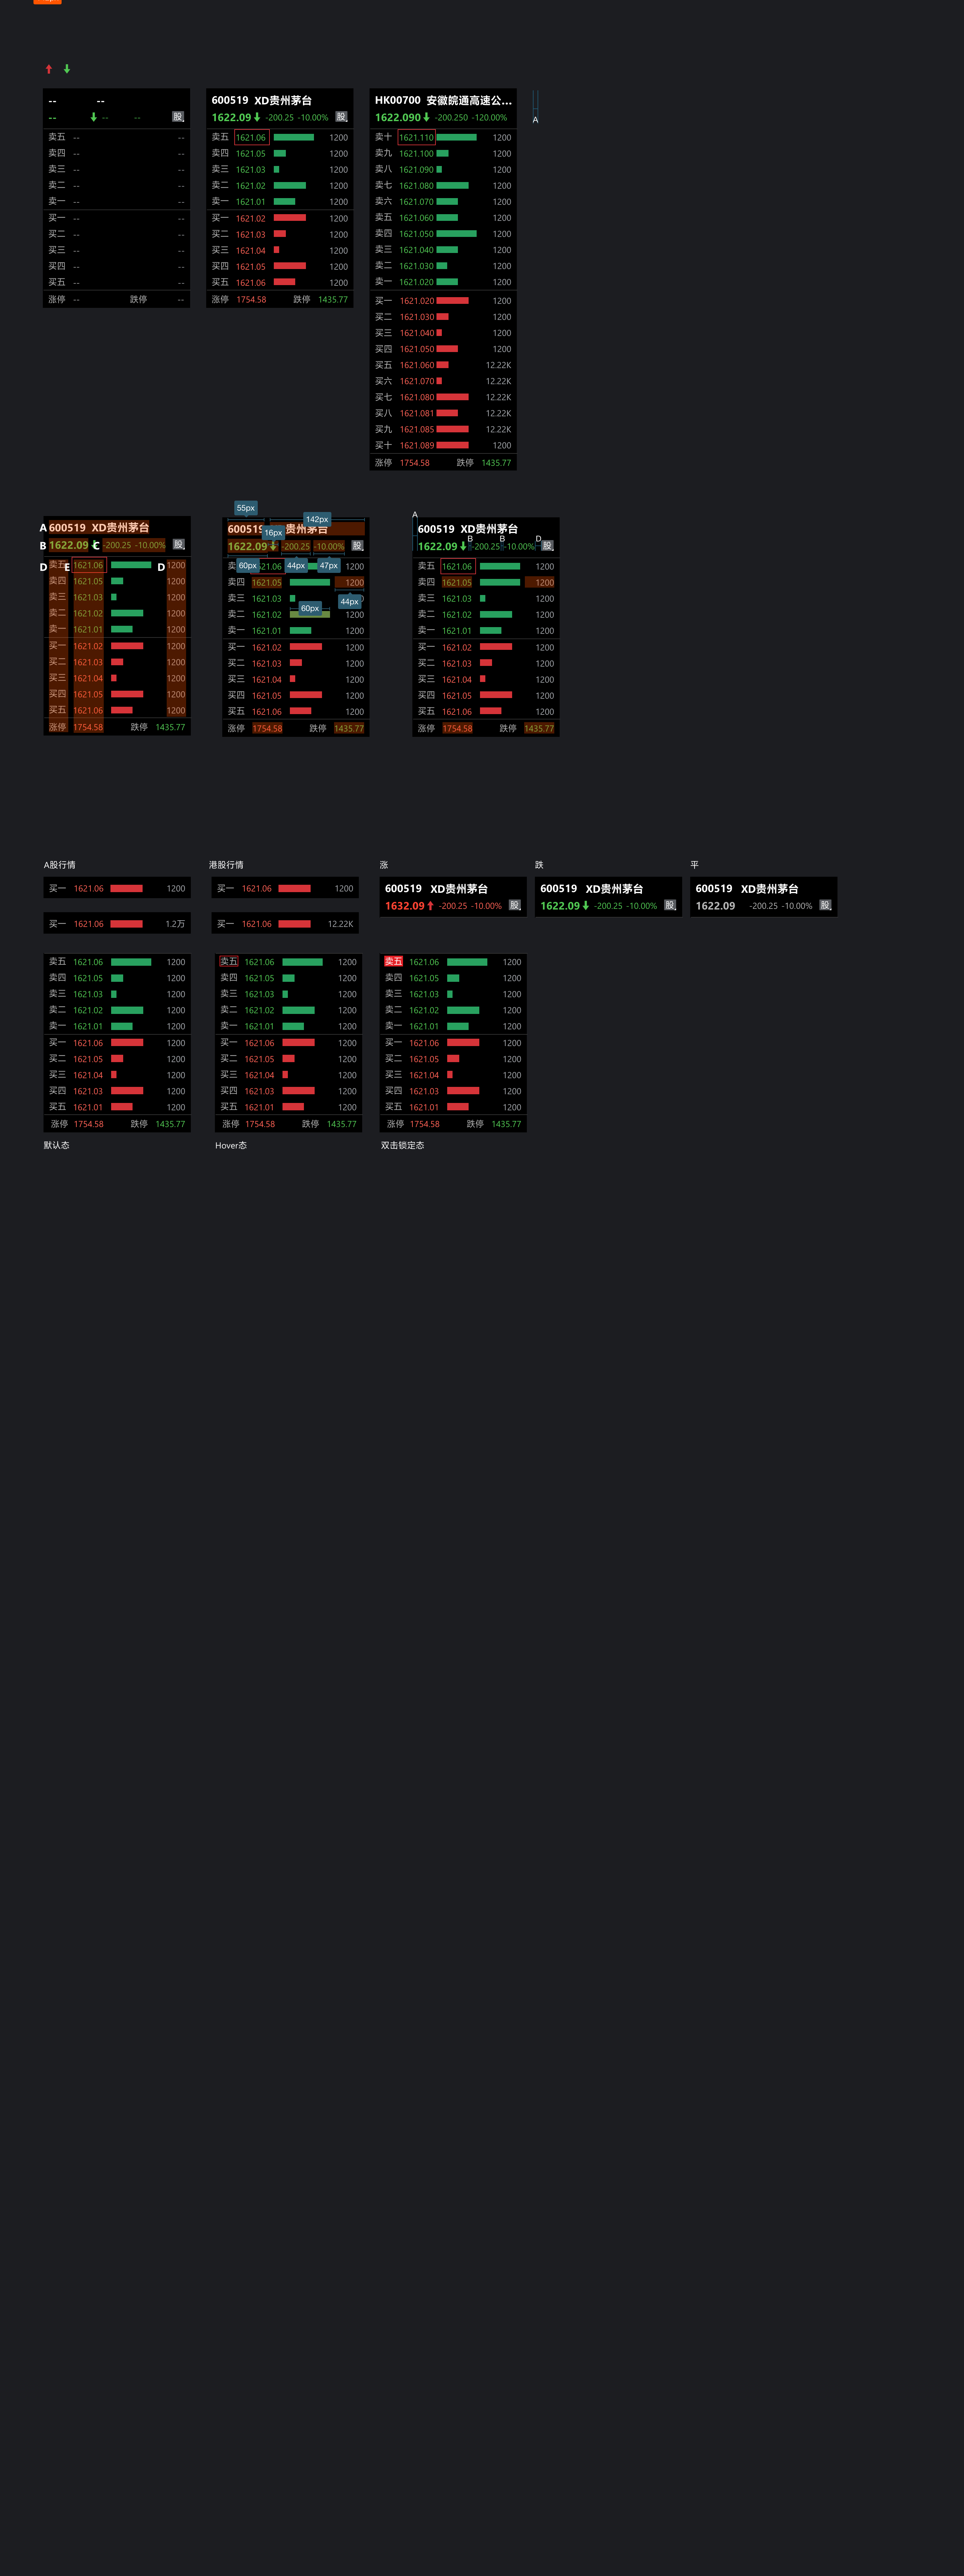 -- --
-- -- -- 股
卖五 -- --
卖四 -- --
卖三 -- --
卖二 -- --
卖一 -- --
买一 -- --
买二 -- --
买三 -- --
买四 -- --
买五 -- --
涨停 -- 跌停 --
600519 XD贵州茅台
1622.09 -200.25 -10.00% 股
卖五 1621.06 1200
卖四 1621.05 1200
卖三 1621.03 1200
卖二 1621.02 1200
卖一 1621.01 1200
买一 1621.02 1200
买二 1621.03 1200
买三 1621.04 1200
买四 1621.05 1200
买五 1621.06 1200
涨停 1754.58 跌停 1435.77
HK00700 安徽皖通高速公...
1622.090 -200.250 -120.00%
卖十 1621.110 1200
卖九 1621.100 1200
卖八 1621.090 1200
卖七 1621.080 1200
卖六 1621.070 1200
卖五 1621.060 1200
卖四 1621.050 1200
卖三 1621.040 1200
卖二 1621.030 1200
卖一 1621.020 1200
买一 1621.020 1200
买二 1621.030 1200
买三 1621.040 1200
买四 1621.050 1200
买五 1621.060 12.22K
买六 1621.070 12.22K
买七 1621.080 12.22K
买八 1621.081 12.22K
买九 1621.085 12.22K
买十 1621.089 1200
涨停 1754.58 跌停 1435.77
A
A 600519 XD贵州茅台
B 1622.09 C -200.25 -10.00% 股
D 卖五 E 1621.06 D 1200
卖四 1621.05 1200
卖三 1621.03 1200
卖二 1621.02 1200
卖一 1621.01 1200
买一 1621.02 1200
买二 1621.03 1200
买三 1621.04 1200
买四 1621.05 1200
买五 1621.06 1200
涨停 1754.58 跌停 1435.77
55px
142px
600519 贵州茅台
16px
1622.09 -200.25 -10.00% 股
60px 44px 47px
卖 .06 1200
卖四 1621.05 1200
44px
卖三 1621.03
60px
卖二 1621.02 1200
卖一 1621.01 1200
买一 1621.02 1200
买二 1621.03 1200
买三 1621.04 1200
买四 1621.05 1200
买五 1621.06 1200
涨停 1754.58 跌停 1435.77
A
600519 XD贵州茅台
B B D
1622.09 -200.25 -10.00% 股
卖五 1621.06 1200
卖四 1621.05 1200
卖三 1621.03 1200
卖二 1621.02 1200
卖一 1621.01 1200
买一 1621.02 1200
买二 1621.03 1200
买三 1621.04 1200
买四 1621.05 1200
买五 1621.06 1200
涨停 1754.58 跌停 1435.77
A股行情
买一 1621.06 1200
买一 1621.06 1.2万
港股行情
买一 1621.06 1200
买一 1621.06 12.22K
涨
600519 XD贵州茅台
1632.09 -200.25 -10.00% 股
跌
600519 XD贵州茅台
1622.09 -200.25 -10.00% 股
平
600519 XD贵州茅台
1622.09 -200.25 -10.00% 股
卖五 1621.06 1200
卖四 1621.05 1200
卖三 1621.03 1200
卖二 1621.02 1200
卖一 1621.01 1200
买一 1621.06 1200
买二 1621.05 1200
买三 1621.04 1200
买四 1621.03 1200
买五 1621.01 1200
涨停 1754.58 跌停 1435.77
默认态
卖五 1621.06 1200
卖四 1621.05 1200
卖三 1621.03 1200
卖二 1621.02 1200
卖一 1621.01 1200
买一 1621.06 1200
买二 1621.05 1200
买三 1621.04 1200
买四 1621.03 1200
买五 1621.01 1200
涨停 1754.58 跌停 1435.77
Hover态
卖五 1621.06 1200
卖四 1621.05 1200
卖三 1621.03 1200
卖二 1621.02 1200
卖一 1621.01 1200
买一 1621.06 1200
买二 1621.05 1200
买三 1621.04 1200
买四 1621.03 1200
买五 1621.01 1200
涨停 1754.58 跌停 1435.77
双击锁定态